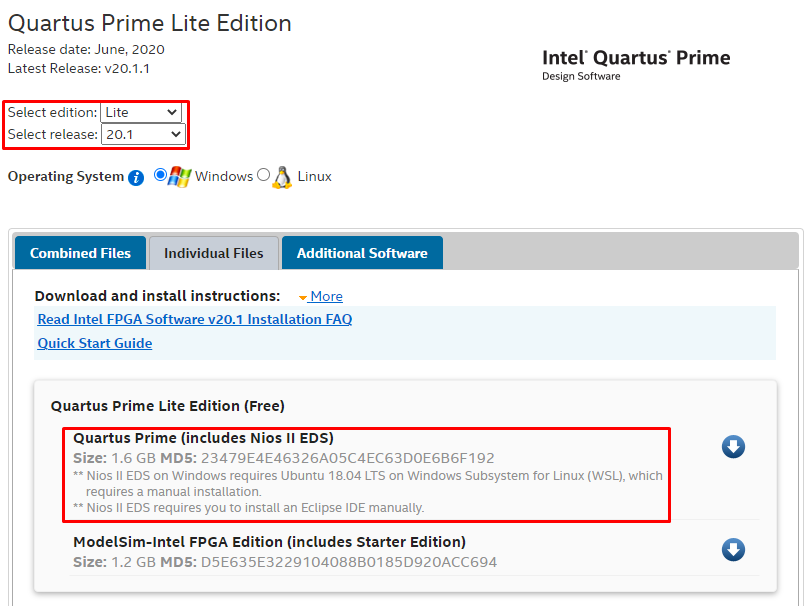 Quartus Prime Lite Edition
Release date: June, 2020
Latest Release: v20.1.1
Intel® Quartus® Prime
Design Software
Select edition: Lite
Select release: 20.1
Operating System i Windows Linux
Combined Files Individual Files Additional Software
Download and install instructions: More
Read Intel FPGA Software v20.1 Installation FAQ
Quick Start Guide
Quartus Prime Lite Edition (Free)
Quartus Prime (includes Nios II EDS)
Size: 1.6 GB MD5: 23479E4E46326A05C4EC63D0E6B6F192
** Nios II EDS on Windows requires Ubuntu 18.04 LTS on Windows Subsystem for Linux (WSL), which
requires a manual installation.
** Nios II EDS requires you to install an Eclipse IDE manually.
ModelSim-Intel FPGA Edition (includes Starter Edition)
Size: 1.2 GB MD5: D5E635E3229104088B0185D920ACC694